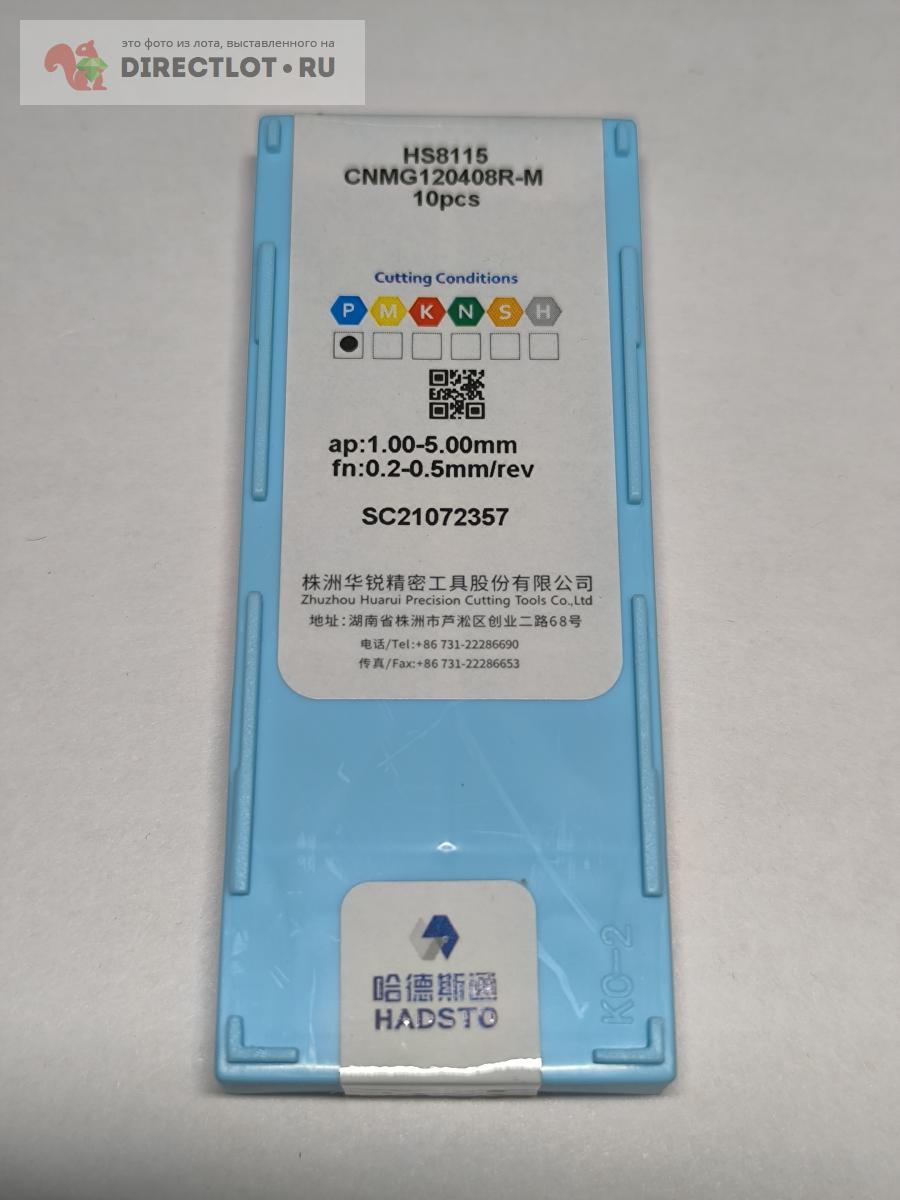 это фото из лота, выставленного на
DIRECTLOT.RU
HS8115
CNMG120408R-M
10pcs
Cutting Conditions
P M K N S H
ap:1.00-5.00mm
fn:0.2-0.5mm/rev
SC21072357
株洲华锐精密工具股份有限公司
Zhuzhou Huarui Precision Cutting Tools Co.,Ltd
地址:湖南省株洲市芦淞区创业二路68号
电话/Tel:+86 731-22286690
传真/Fax:+86 731-22286653
哈德斯通
HADSTO
KO-2